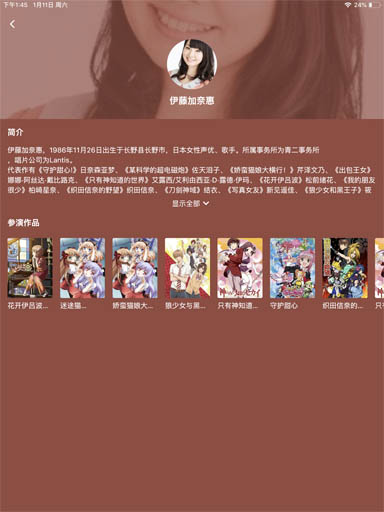 下午1:45 1月11日 周六
24%
伊藤加奈惠
简介
伊藤加奈惠，1986年11月26日出生于长野县长野市，日本女性声优、歌手。所属事务所为青二事务所
，唱片公司为Lantis。
代表作有《守护甜心!》日奈森亚梦、《某科学的超电磁炮》佐天泪子、《娇蛮猫娘大横行! 》芹泽文乃、《出包王女》
娜娜·阿丝达·戴比路克、《只有神知道的世界》艾露西/艾利由西亚·D·露德·伊玛、《花开伊吕波》松前绪花、《我的朋友
很少》柏崎星奈、《织田信奈的野望》织田信奈、《刀剑神域》结衣、《写真女友》新见遥佳、《狼少女和黑王子》筱
显示全部
参演作品
花开伊吕波...
迷途猫...
娇蛮猫娘大...
狼少女与黑...
只有神知道...
守护甜心
织田信奈的...
只有